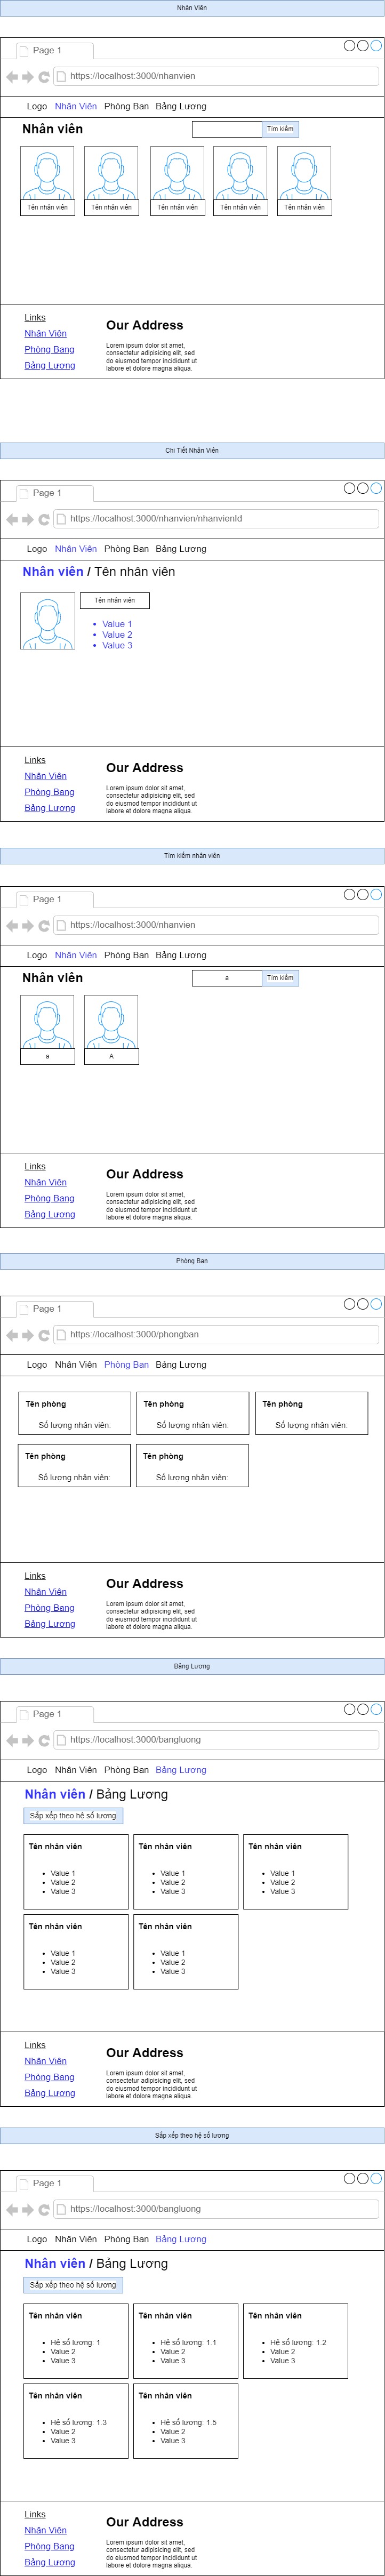 Nhân Viên
Page 1
https://localhost:3000/nhanvien
Logo Nhân Viên Phòng Ban Bảng Lương
Nhân viên Tìm kiếm
Tên nhân viên Tên nhân viên Tên nhân viên Tên nhân viên Tên nhân viên
Links
Nhân Viên
Phòng Bang
Bảng Lương
Our Address
Lorem ipsum dolor sit amet,
consectetur adipisicing elit, sed
do eiusmod tempor incididunt ut
labore et dolore magna aliqua.
Chi Tiết Nhân Viên
Page 1
https://localhost:3000/nhanvien/nhanvienId
Logo Nhân Viên Phòng Ban Bảng Lương
Nhân viên / Tên nhân viên
Tên nhân viên
• Value 1
• Value 2
• Value 3
Links
Nhân Viên
Phòng Bang
Bảng Lương
Our Address
Lorem ipsum dolor sit amet,
consectetur adipisicing elit, sed
do eiusmod tempor incididunt ut
labore et dolore magna aliqua.
Tìm kiếm nhân viên
Page 1
https://localhost:3000/nhanvien
Logo Nhân Viên Phòng Ban Bảng Lương
Nhân viên a Tìm kiếm
a A
Links
Nhân Viên
Phòng Bang
Bảng Lương
Our Address
Lorem ipsum dolor sit amet,
consectetur adipisicing elit, sed
do eiusmod tempor incididunt ut
labore et dolore magna aliqua.
Phòng Ban
Page 1
https://localhost:3000/phongban
Logo Nhân Viên Phòng Ban Bảng Lương
Tên phòng Tên phòng Tên phòng
Số lượng nhân viên: Số lượng nhân viên: Số lượng nhân viên:
Tên phòng Tên phòng
Số lượng nhân viên: Số lượng nhân viên:
Links
Nhân Viên
Phòng Bang
Bảng Lương
Our Address
Lorem ipsum dolor sit amet,
consectetur adipisicing elit, sed
do eiusmod tempor incididunt ut
labore et dolore magna aliqua.
Bảng Lương
Page 1
https://localhost:3000/bangluong
Logo Nhân Viên Phòng Ban Bảng Lương
Nhân viên / Bảng Lương
Sắp xếp theo hệ số lương
Tên nhân viên Tên nhân viên Tên nhân viên
• Value 1 • Value 1 • Value 1
• Value 2 • Value 2 • Value 2
• Value 3 • Value 3 • Value 3
Tên nhân viên Tên nhân viên
• Value 1 • Value 1
• Value 2 • Value 2
• Value 3 • Value 3
Links
Nhân Viên
Phòng Bang
Bảng Lương
Our Address
Lorem ipsum dolor sit amet,
consectetur adipisicing elit, sed
do eiusmod tempor incididunt ut
labore et dolore magna aliqua.
Sắp xếp theo hệ số lương
Page 1
https://localhost:3000/bangluong
Logo Nhân Viên Phòng Ban Bảng Lương
Nhân viên / Bảng Lương
Sắp xếp theo hệ số lương
Tên nhân viên Tên nhân viên Tên nhân viên
• Hệ số lương: 1 • Hệ số lương: 1.1 • Hệ số lương: 1.2
• Value 2 • Value 2 • Value 2
• Value 3 • Value 3 • Value 3
Tên nhân viên Tên nhân viên
• Hệ số lương: 1.3 • Hệ số lương: 1.5
• Value 2 • Value 2
• Value 3 • Value 3
Links
Nhân Viên
Phòng Bang
Bảng Lương
Our Address
Lorem ipsum dolor sit amet,
consectetur adipisicing elit, sed
do eiusmod tempor incididunt ut
labore et dolore magna aliqua.